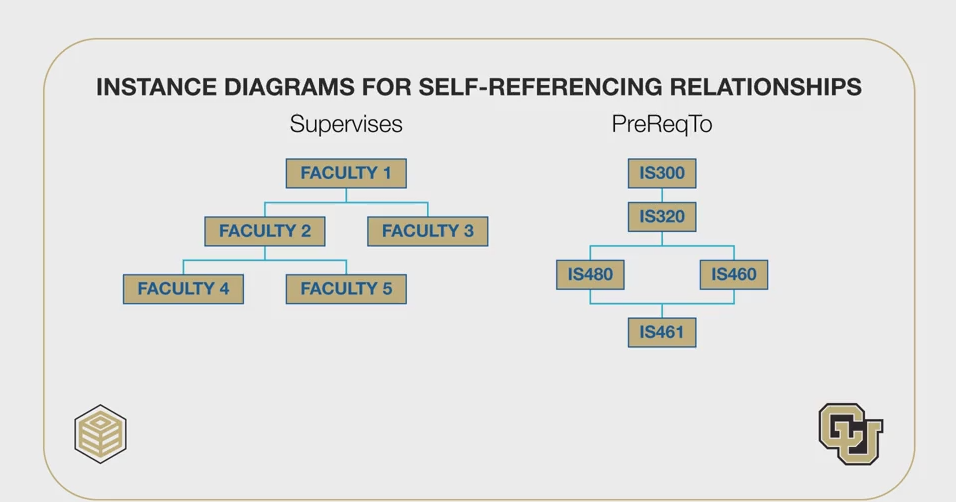 INSTANCE DIAGRAMS FOR SELF-REFERENCING RELATIONSHIPS
Supervises
FACULTY 1
FACULTY 2 FACULTY 3
FACULTY 4 FACULTY 5
PreReqTo
IS300
IS320
IS480 IS460
IS461
CU